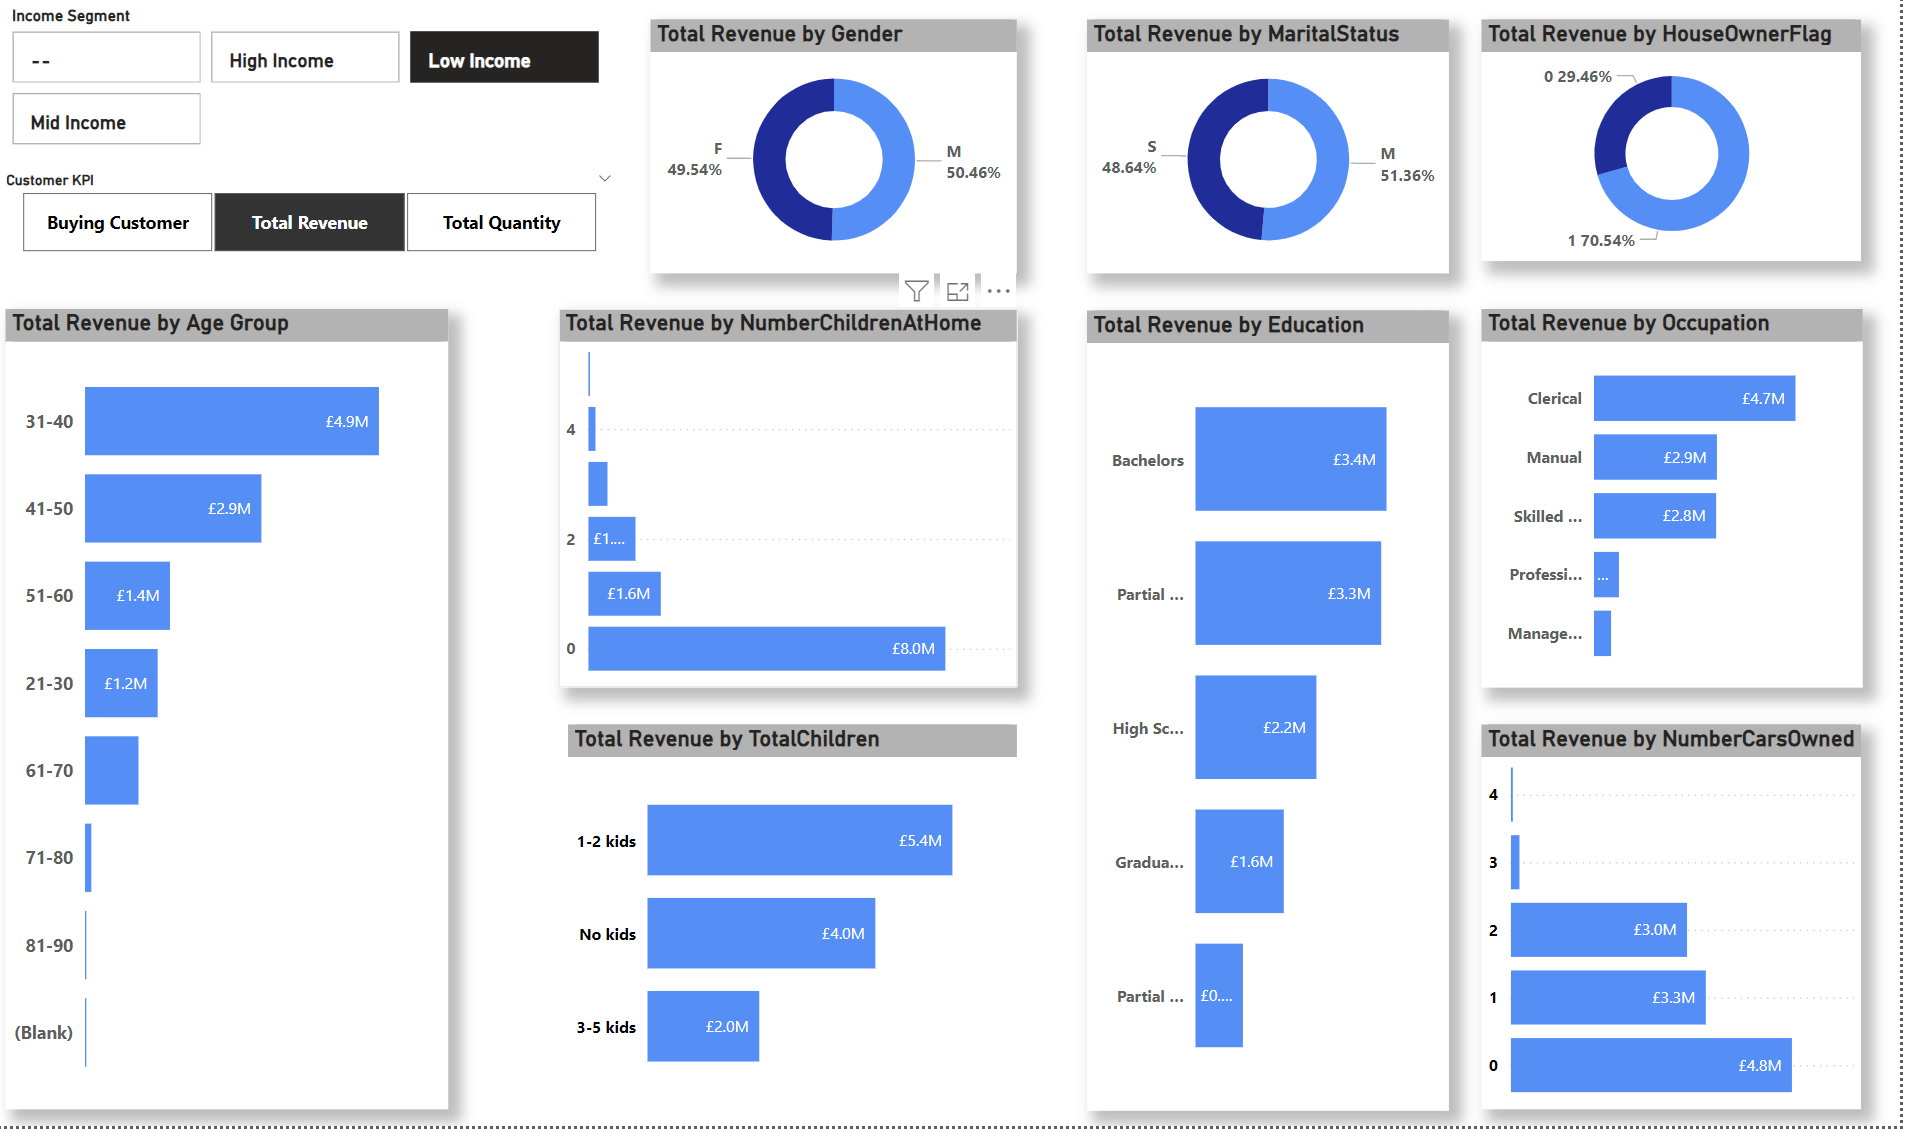 Income Segment
--
High Income
Low Income
Mid Income
Customer KPI
Buying Customer
Total Revenue
Total Quantity
Total Revenue by Gender
F
49.54%
M
50.46%
Total Revenue by MaritalStatus
S
48.64%
M
51.36%
Total Revenue by HouseOwnerFlag
0 29.46%
1 70.54%
Total Revenue by Age Group
31-40 £4.9M
41-50 £2.9M
51-60 £1.4M
21-30 £1.2M
61-70
71-80
81-90
(Blank)
Total Revenue by NumberChildrenAtHome
4
2 £1....
£1.6M
0 £8.0M
Total Revenue by TotalChildren
1-2 kids £5.4M
No kids £4.0M
3-5 kids £2.0M
Total Revenue by Education
Bachelors £3.4M
Partial ... £3.3M
High Sc... £2.2M
Gradua... £1.6M
Partial ... £0....
Total Revenue by Occupation
Clerical £4.7M
Manual £2.9M
Skilled ... £2.8M
Professi... ...
Manage...
Total Revenue by NumberCarsOwned
4
3
2 £3.0M
1 £3.3M
0 £4.8M